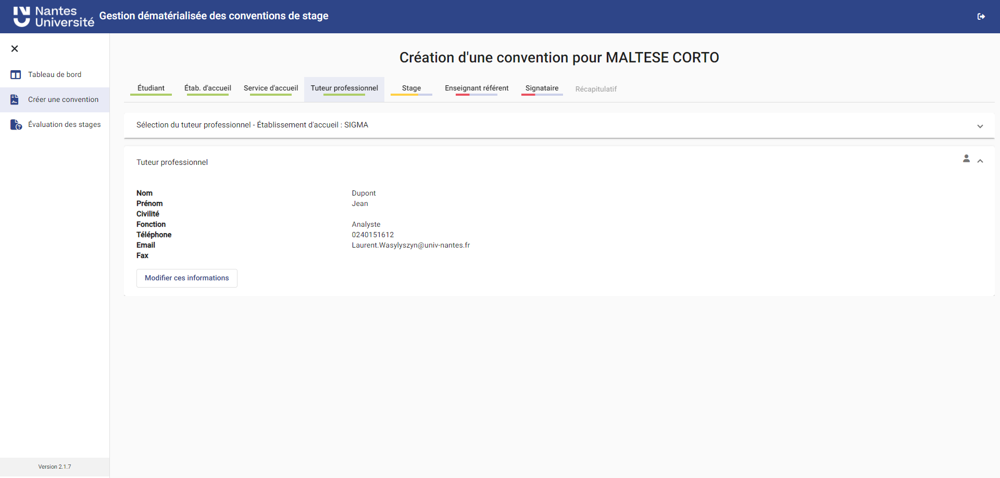 Nantes
Université
Gestion dématérialisée des conventions de stage
Tableau de bord
Créer une convention
Évaluation des stages
Version 2.1.7
Création d'une convention pour MALTESE CORTO
Étudiant
Étab. d'accueil
Service d'accueil
Tuteur professionnel
Stage
Enseignant référent
Signataire
Récapitulatif
Sélection du tuteur professionnel - Établissement d'accueil : SIGMA
Tuteur professionnel
Nom Dupont
Prénom Jean
Civilité
Fonction Analyste
Téléphone 0240151612
Email Laurent.Wasylyszyn@univ-nantes.fr
Fax
Modifier ces informations